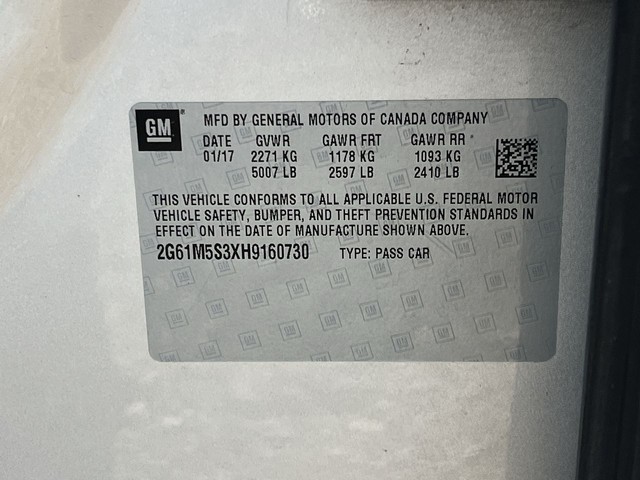 GM
MFD BY GENERAL MOTORS OF CANADA COMPANY
DATE GVWR GAWR FRT GAWR RR
01/17 2271 KG 1178 KG 1093 KG
5007 LB 2597 LB 2410 LB
THIS VEHICLE CONFORMS TO ALL APPLICABLE U.S. FEDERAL MOTOR
VEHICLE SAFETY, BUMPER, AND THEFT PREVENTION STANDARDS IN
EFFECT ON THE DATE OF MANUFACTURE SHOWN ABOVE.
2G61M5S3XH9160730 TYPE: PASS CAR